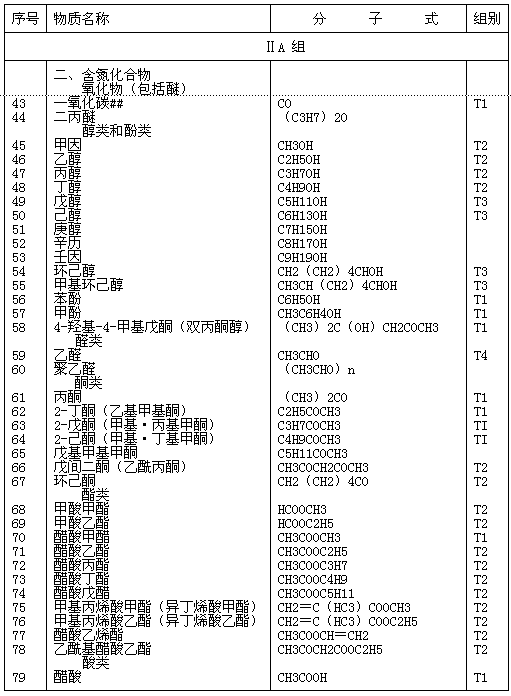 序号 物质名称 分 子 式 组别
ⅡA 组
二、含氮化合物
氧化物（包括醚）
43 一氧化碳## CO T1
44 二丙醚 （C3H7）2O
醇类和酚类
45 甲因 CH3OH T2
46 乙醇 C2H5OH T2
47 丙醇 C3H7OH T2
48 丁醇 C4H9OH T2
49 戊醇 C5H11OH T3
50 己醇 C6H13OH T3
51 庚醇 C7H15OH
52 辛历 C8H17OH
53 壬因 C9H19OH
54 环己醇 CH2（CH2）4CHOH T3
55 甲基环己醇 CH3CH（CH2）4CHOH T3
56 苯酚 C6H5OH T1
57 甲酚 CH3C6H4OH T1
58 4-羟基-4-甲基戊酮（双丙酮醇） （CH3）2C（OH）CH2COCH3 T1
醛类
59 乙醛 CH3CHO T4
60 聚乙醛 （CH3CHO）n
酮类
61 丙酮 （CH3）2CO T1
62 2-丁酮（乙基甲基酮） C2H5COCH3 T1
63 2-戊酮（甲基·丙基甲酮） C3H7COCH3 TI
64 2-己酮（甲基·丁基甲酮） C4H9COCH3 TI
65 戊基甲基甲酮 C5H11COCH3
66 戊间二酮（乙酰丙酮） CH3COCH2COCH3 T2
67 环己酮 CH2（CH2）4CO T2
酯类
68 甲酸甲酯 HCOOCH3 T2
69 甲酸乙酯 HCOOC2H5 T2
70 醋酸甲醋 CH3COOCH3 T1
71 醋酸乙酯 CH3COOC2H5 T2
72 醋酸丙酯 CH3COOC3H7 T2
73 醋酸丁酯 CH3COOC4H9 T2
74 醋酸戊醋 CH3COOC5H11 T2
75 甲基丙烯酸甲酯（异丁烯酸甲酯） CH2＝C（HC3）COOCH3 T2
76 甲基丙烯酸乙酯（异丁烯酸乙酯） CH2＝C（HC3）COOC2H5 T2
77 醋酸乙烯酯 CH3COOCH＝CH2 T2
78 乙酰基醋酸乙酯 CH3COCH2COOC2H5 T2
酸类
79 醋酸 CH3COOH T1